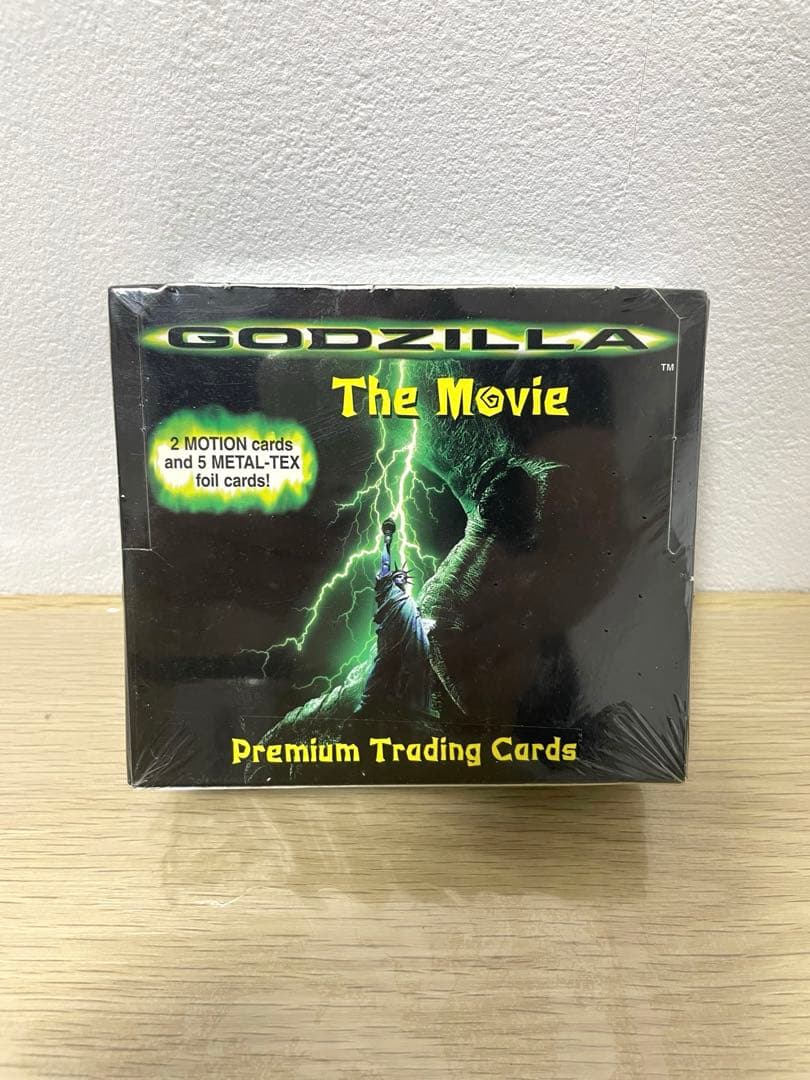 GODZILLA
TM
The Movie
2 MOTION cards
and 5 METAL-TEX
foil cards!
Premium Trading Cards